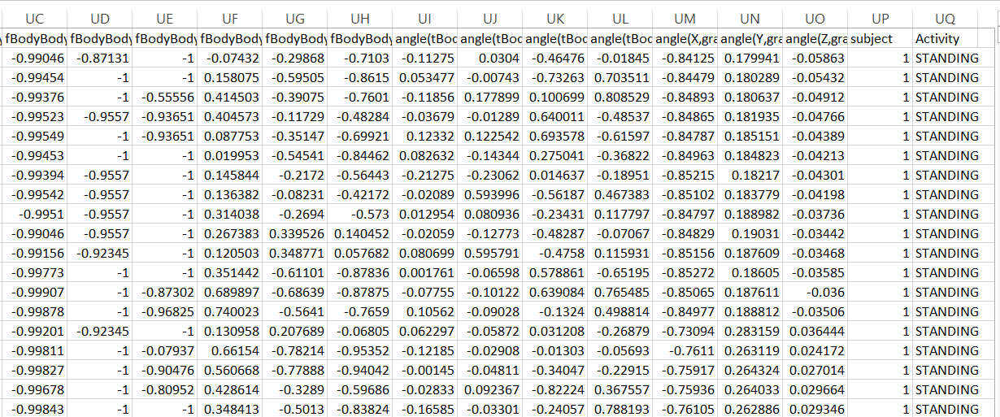 UC UD UE UF UG UH UI UJ UK UL UM UN UO UP UQ
fBodyBody fBodyBody fBodyBody fBodyBody fBodyBody fBodyBody angle(tBod angle(tBod angle(tBod angle(tBod angle(X,gra angle(Y,gra angle(Z,gra subject Activity
-0.99046 -0.87131 -1 -0.07432 -0.29868 -0.7103 -0.11275 0.0304 -0.46476 -0.01845 -0.84125 0.179941 -0.05863 1 STANDING
-0.99454 -1 -1 0.158075 -0.59505 -0.8615 0.053477 -0.00743 -0.73263 0.703511 -0.84479 0.180289 -0.05432 1 STANDING
-0.99376 -1 -0.55556 0.414503 -0.39075 -0.7601 -0.11856 0.177899 0.100699 0.808529 -0.84893 0.180637 -0.04912 1 STANDING
-0.99523 -0.9557 -0.93651 0.404573 -0.11729 -0.48284 -0.03679 -0.01289 0.640011 -0.48537 -0.84865 0.181935 -0.04766 1 STANDING
-0.99549 -1 -0.93651 0.087753 -0.35147 -0.69921 0.12332 0.122542 0.693578 -0.61597 -0.84787 0.185151 -0.04389 1 STANDING
-0.99453 -1 -1 0.019953 -0.54541 -0.84462 0.082632 -0.14344 0.275041 -0.36822 -0.84963 0.184823 -0.04213 1 STANDING
-0.99394 -0.9557 -1 0.145844 -0.2172 -0.56443 -0.21275 -0.23062 0.014637 -0.18951 -0.85215 0.18217 -0.04301 1 STANDING
-0.99542 -0.9557 -1 0.136382 -0.08231 -0.42172 -0.02089 0.593996 -0.56187 0.467383 -0.85102 0.183779 -0.04198 1 STANDING
-0.9951 -0.9557 -1 0.314038 -0.2694 -0.573 0.012954 0.080936 -0.23431 0.117797 -0.84797 0.188982 -0.03736 1 STANDING
-0.99046 -0.9557 -1 0.267383 0.339526 0.140452 -0.02059 -0.12773 -0.48287 -0.07067 -0.84829 0.19031 -0.03442 1 STANDING
-0.99156 -0.92345 -1 0.120503 0.348771 0.057682 0.080699 0.595791 -0.4758 0.115931 -0.85156 0.187609 -0.03468 1 STANDING
-0.99773 -1 -1 0.351442 -0.61101 -0.87836 0.001761 -0.06598 0.578861 -0.65195 -0.85272 0.18605 -0.03585 1 STANDING
-0.99907 -1 -0.87302 0.689897 -0.68639 -0.87875 -0.07755 -0.10122 0.639084 0.765485 -0.85065 0.187611 -0.036 1 STANDING
-0.99878 -1 -0.96825 0.740023 -0.5641 -0.7659 0.10562 -0.09028 -0.1324 0.498814 -0.84977 0.188812 -0.03506 1 STANDING
-0.99201 -0.92345 -1 0.130958 0.207689 -0.06805 0.062297 -0.05872 0.031208 -0.26879 -0.73094 0.283159 0.036444 1 STANDING
-0.99811 -1 -0.07937 0.66154 -0.78214 -0.95352 -0.12185 -0.02908 -0.01303 -0.05693 -0.7611 0.263119 0.024172 1 STANDING
-0.99827 -1 -0.90476 0.560668 -0.77888 -0.94042 -0.00145 -0.04811 -0.34047 -0.22915 -0.75917 0.264324 0.027014 1 STANDING
-0.99678 -1 -0.80952 0.428614 -0.3289 -0.59686 -0.02833 0.092367 -0.82224 0.367557 -0.75936 0.264033 0.029664 1 STANDING
-0.99843 -1 -1 0.348413 -0.5013 -0.83824 -0.16585 -0.03301 -0.24057 0.788193 -0.76105 0.262886 0.029346 1 STANDING